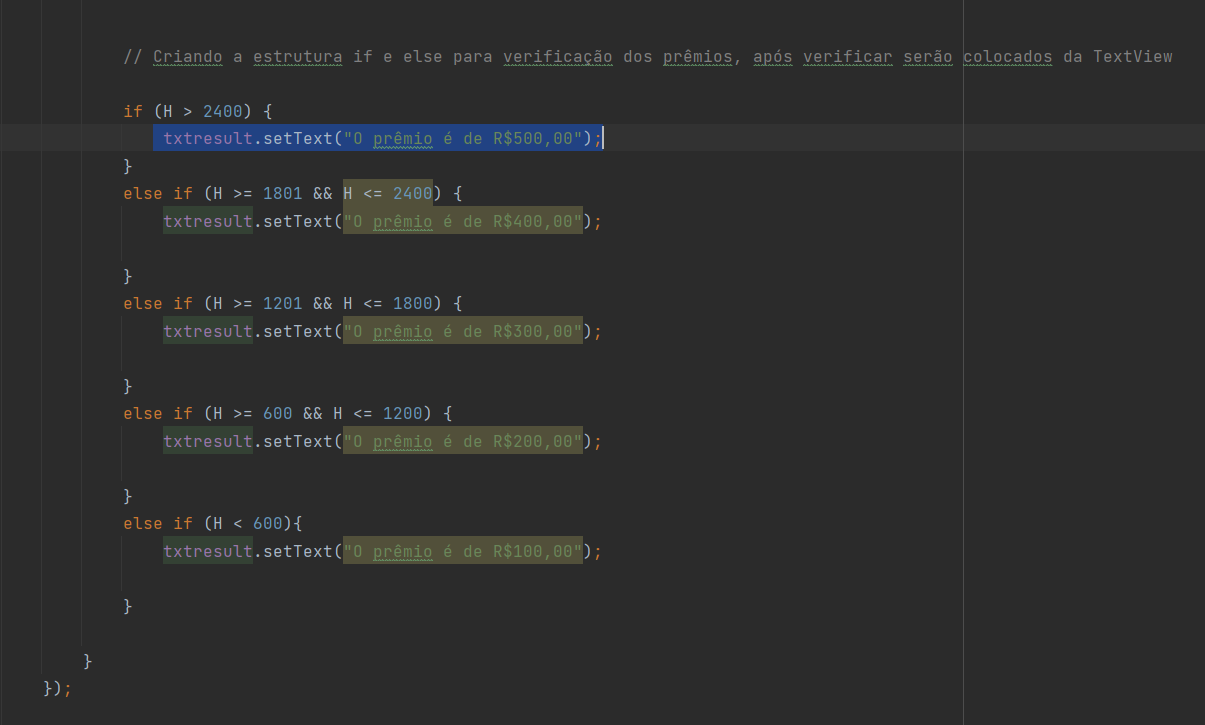 // Criando a estrutura if e else para verificação dos prêmios, após verificar serão colocados da TextView
if (H > 2400) {
txtresult.setText("O prêmio é de R$500,00");
}
else if (H >= 1801 && H <= 2400) {
txtresult.setText("O prêmio é de R$400,00");
}
else if (H >= 1201 && H <= 1800) {
txtresult.setText("O prêmio é de R$300,00");
}
else if (H >= 600 && H <= 1200) {
txtresult.setText("O prêmio é de R$200,00");
}
else if (H < 600){
txtresult.setText("O prêmio é de R$100,00");
}
}
});